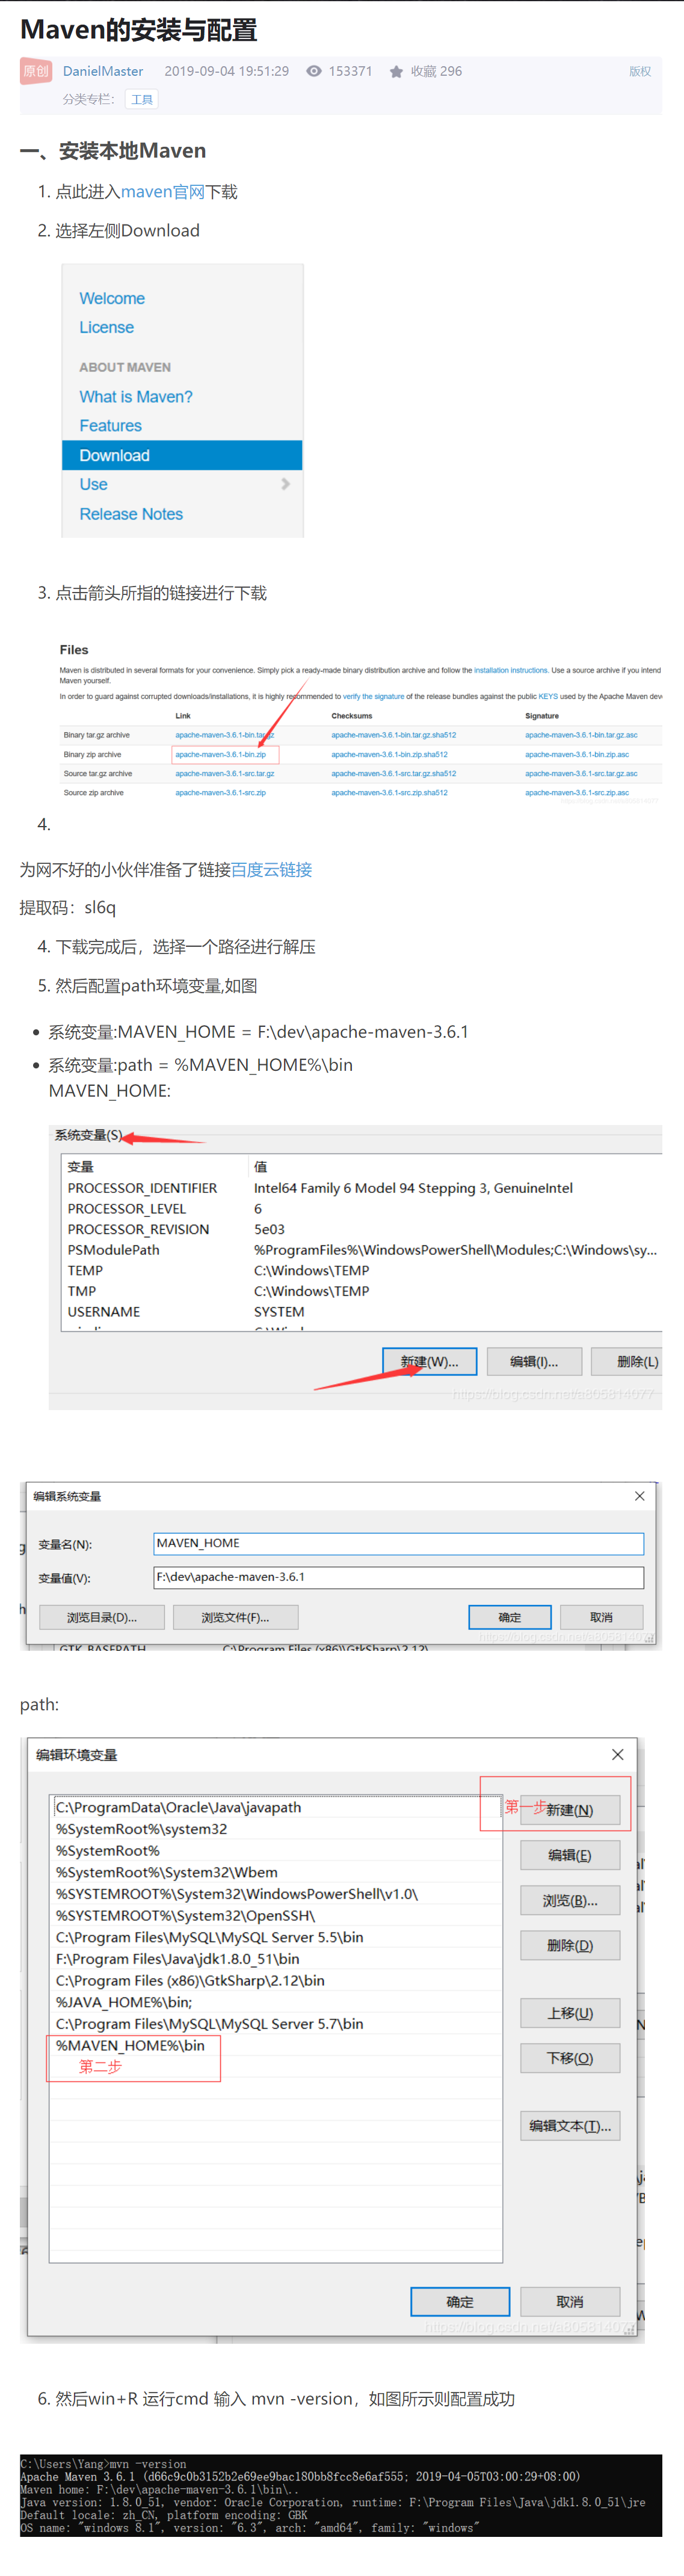 Maven的安装与配置
原创 DanielMaster 2019-09-04 19:51:29 153371 收藏 296 版权
分类专栏： 工具
一、安装本地Maven
1. 点此进入maven官网下载
2. 选择左侧Download
Welcome
License
ABOUT MAVEN
What is Maven?
Features
Download
Use
Release Notes
3. 点击箭头所指的链接进行下载
Files
Maven is distributed in several formats for your convenience. Simply pick a ready-made binary distribution archive and follow the installation instructions. Use a source archive if you intend
Maven yourself.
In order to guard against corrupted downloads/installations, it is highly recommended to verify the signature of the release bundles against the public KEYS used by the Apache Maven dev
Link Checksums Signature
Binary tar.gz archive apache-maven-3.6.1-bin.tar.gz apache-maven-3.6.1-bin.tar.gz.sha512 apache-maven-3.6.1-bin.tar.gz.asc
Binary zip archive apache-maven-3.6.1-bin.zip apache-maven-3.6.1-bin.zip.sha512 apache-maven-3.6.1-bin.zip.asc
Source tar.gz archive apache-maven-3.6.1-src.tar.gz apache-maven-3.6.1-src.tar.gz.sha512 apache-maven-3.6.1-src.tar.gz.asc
Source zip archive apache-maven-3.6.1-src.zip apache-maven-3.6.1-src.zip.sha512 apache-maven-3.6.1-src.zip.asc
4.
为网不好的小伙伴准备了链接百度云链接
提取码：sl6q
4. 下载完成后，选择一个路径进行解压
5. 然后配置path环境变量,如图
• 系统变量:MAVEN_HOME = F:\dev\apache-maven-3.6.1
• 系统变量:path = %MAVEN_HOME%\bin
MAVEN_HOME:
系统变量(S)
变量 值
PROCESSOR_IDENTIFIER Intel64 Family 6 Model 94 Stepping 3, GenuineIntel
PROCESSOR_LEVEL 6
PROCESSOR_REVISION 5e03
PSModulePath %ProgramFiles%\WindowsPowerShell\Modules;C:\Windows\sy...
TEMP C:\Windows\TEMP
TMP C:\Windows\TEMP
USERNAME SYSTEM
新建(W)... 编辑(I)... 删除(L)
https://blog.csdn.net/a805814077
编辑系统变量
变量名(N): MAVEN_HOME
变量值(V): F:\dev\apache-maven-3.6.1
浏览目录(D)... 浏览文件(F)... 确定 取消
https://blog.csdn.net/a805814077
GTK_BASEPATH C:\Program Files (x86)\GtkSharp\2.12\
path:
编辑环境变量
C:\ProgramData\Oracle\Java\javapath 第一步 新建(N)
%SystemRoot%\system32
%SystemRoot% 编辑(E)
%SystemRoot%\System32\Wbem
%SYSTEMROOT%\System32\WindowsPowerShell\v1.0\ 浏览(B)...
%SYSTEMROOT%\System32\OpenSSH\
C:\Program Files\MySQL\MySQL Server 5.5\bin 删除(D)
F:\Program Files\Java\jdk1.8.0_51\bin
C:\Program Files (x86)\GtkSharp\2.12\bin
%JAVA_HOME%\bin; 上移(U)
C:\Program Files\MySQL\MySQL Server 5.7\bin
%MAVEN_HOME%\bin 下移(O)
第二步
编辑文本(T)...
确定 取消
https://blog.csdn.net/a805814077
6. 然后win+R 运行cmd 输入 mvn -version，如图所示则配置成功
C:\Users\Yang>mvn -version
Apache Maven 3.6.1 (d66c9c0b3152b2e69ee9bac180bb8fcc8e6af555; 2019-04-05T03:00:29+08:00)
Maven home: F:\dev\apache-maven-3.6.1\bin\..
Java version: 1.8.0_51, vendor: Oracle Corporation, runtime: F:\Program Files\Java\jdk1.8.0_51\jre
Default locale: zh_CN, platform encoding: GBK
OS name: "windows 8.1", version: "6.3", arch: "amd64", family: "windows"